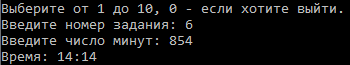 Выберите от 1 до 10, 0 - если хотите выйти.
Введите номер задания: 6
Введите число минут: 854
Время: 14:14